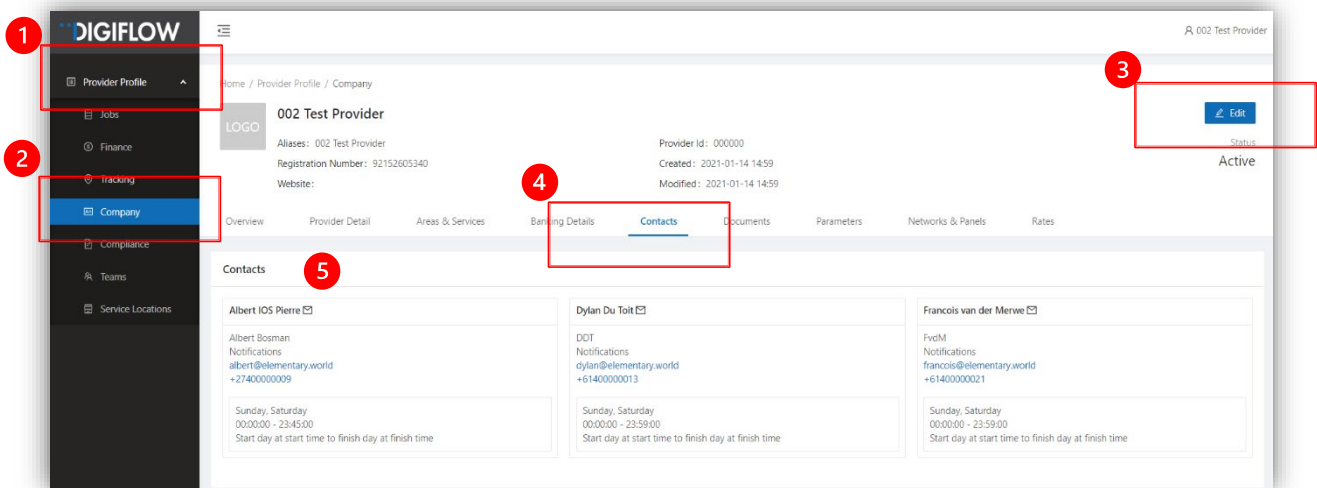 1
DIGIFLOW
002 Test Provider
Provider Profile
Jobs
Finance
2
Tracking
Company
Compliance
Teams
Service Locations
Home / Provider Profile / Company
3
LOGO
002 Test Provider
Edit
Aliases: 002 Test Provider
Provider Id: 000000
Status
Registration Number: 92152605340
Created: 2021-01-14 14:59
Active
Website:
Modified: 2021-01-14 14:59
4
Overview Provider Detail Areas & Services Banking Details Contacts Documents Parameters Networks & Panels Rates
Contacts
5
Albert IOS Pierre
Albert Bosman
Notifications
albert@elementary.world
+27400000009
Sunday, Saturday
00:00:00 - 23:45:00
Start day at start time to finish day at finish time
Dylan Du Toit
DDT
Notifications
dylan@elementary.world
+61400000013
Sunday, Saturday
00:00:00 - 23:59:00
Start day at start time to finish day at finish time
Francois van der Merwe
FvdM
Notifications
francois@elementary.world
+61400000021
Sunday, Saturday
00:00:00 - 23:59:00
Start day at start time to finish day at finish time